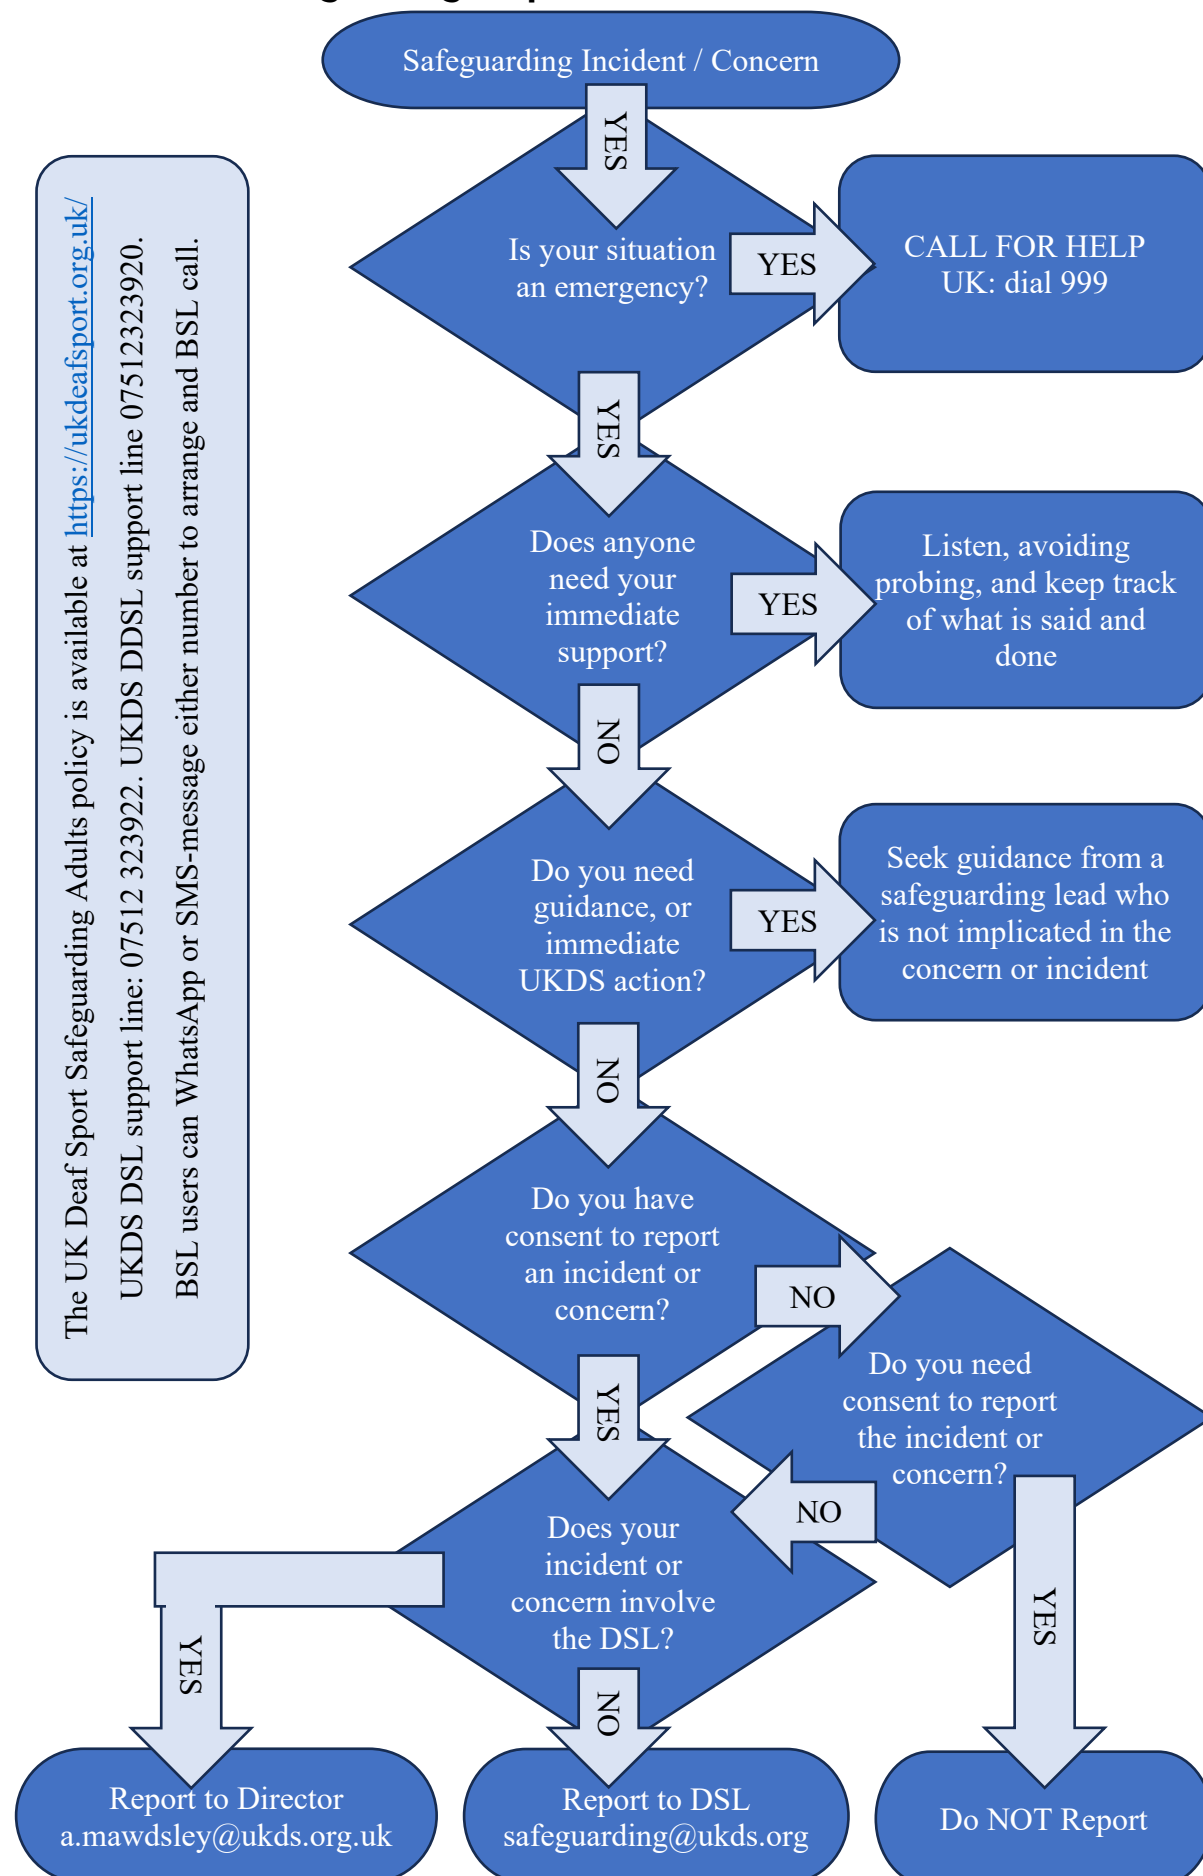 Safeguarding Incident / Concern
YES
Is your situation
an emergency?
YES
CALL FOR HELP
UK: dial 999
YES
Does anyone
need your
immediate
support?
YES
Listen, avoiding
probing, and keep track
of what is said and
done
NO
Do you need
guidance, or
immediate
UKDS action?
YES
Seek guidance from a
safeguarding lead who
is not implicated in the
concern or incident
NO
Do you have
consent to report
an incident or
concern?
NO
Do you need
consent to report
the incident or
concern?
YES
NO
YES
Does your
incident or
concern involve
the DSL?
YES
NO
Report to Director
a.mawdsley@ukds.org.uk
Report to DSL
safeguarding@ukds.org
Do NOT Report
The UK Deaf Sport Safeguarding Adults policy is available at https://ukdeafsport.org.uk/
UKDS DSL support line: 07512 323922. UKDS DDSL support line 07512323920.
BSL users can WhatsApp or SMS-message either number to arrange and BSL call.